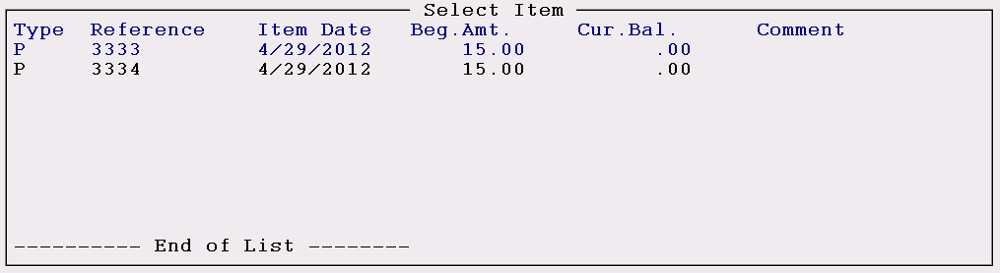 Select Item
Type Reference Item Date Beg.Amt. Cur.Bal. Comment
P 3333 4/29/2012 15.00 .00
P 3334 4/29/2012 15.00 .00
---------- End of List --------